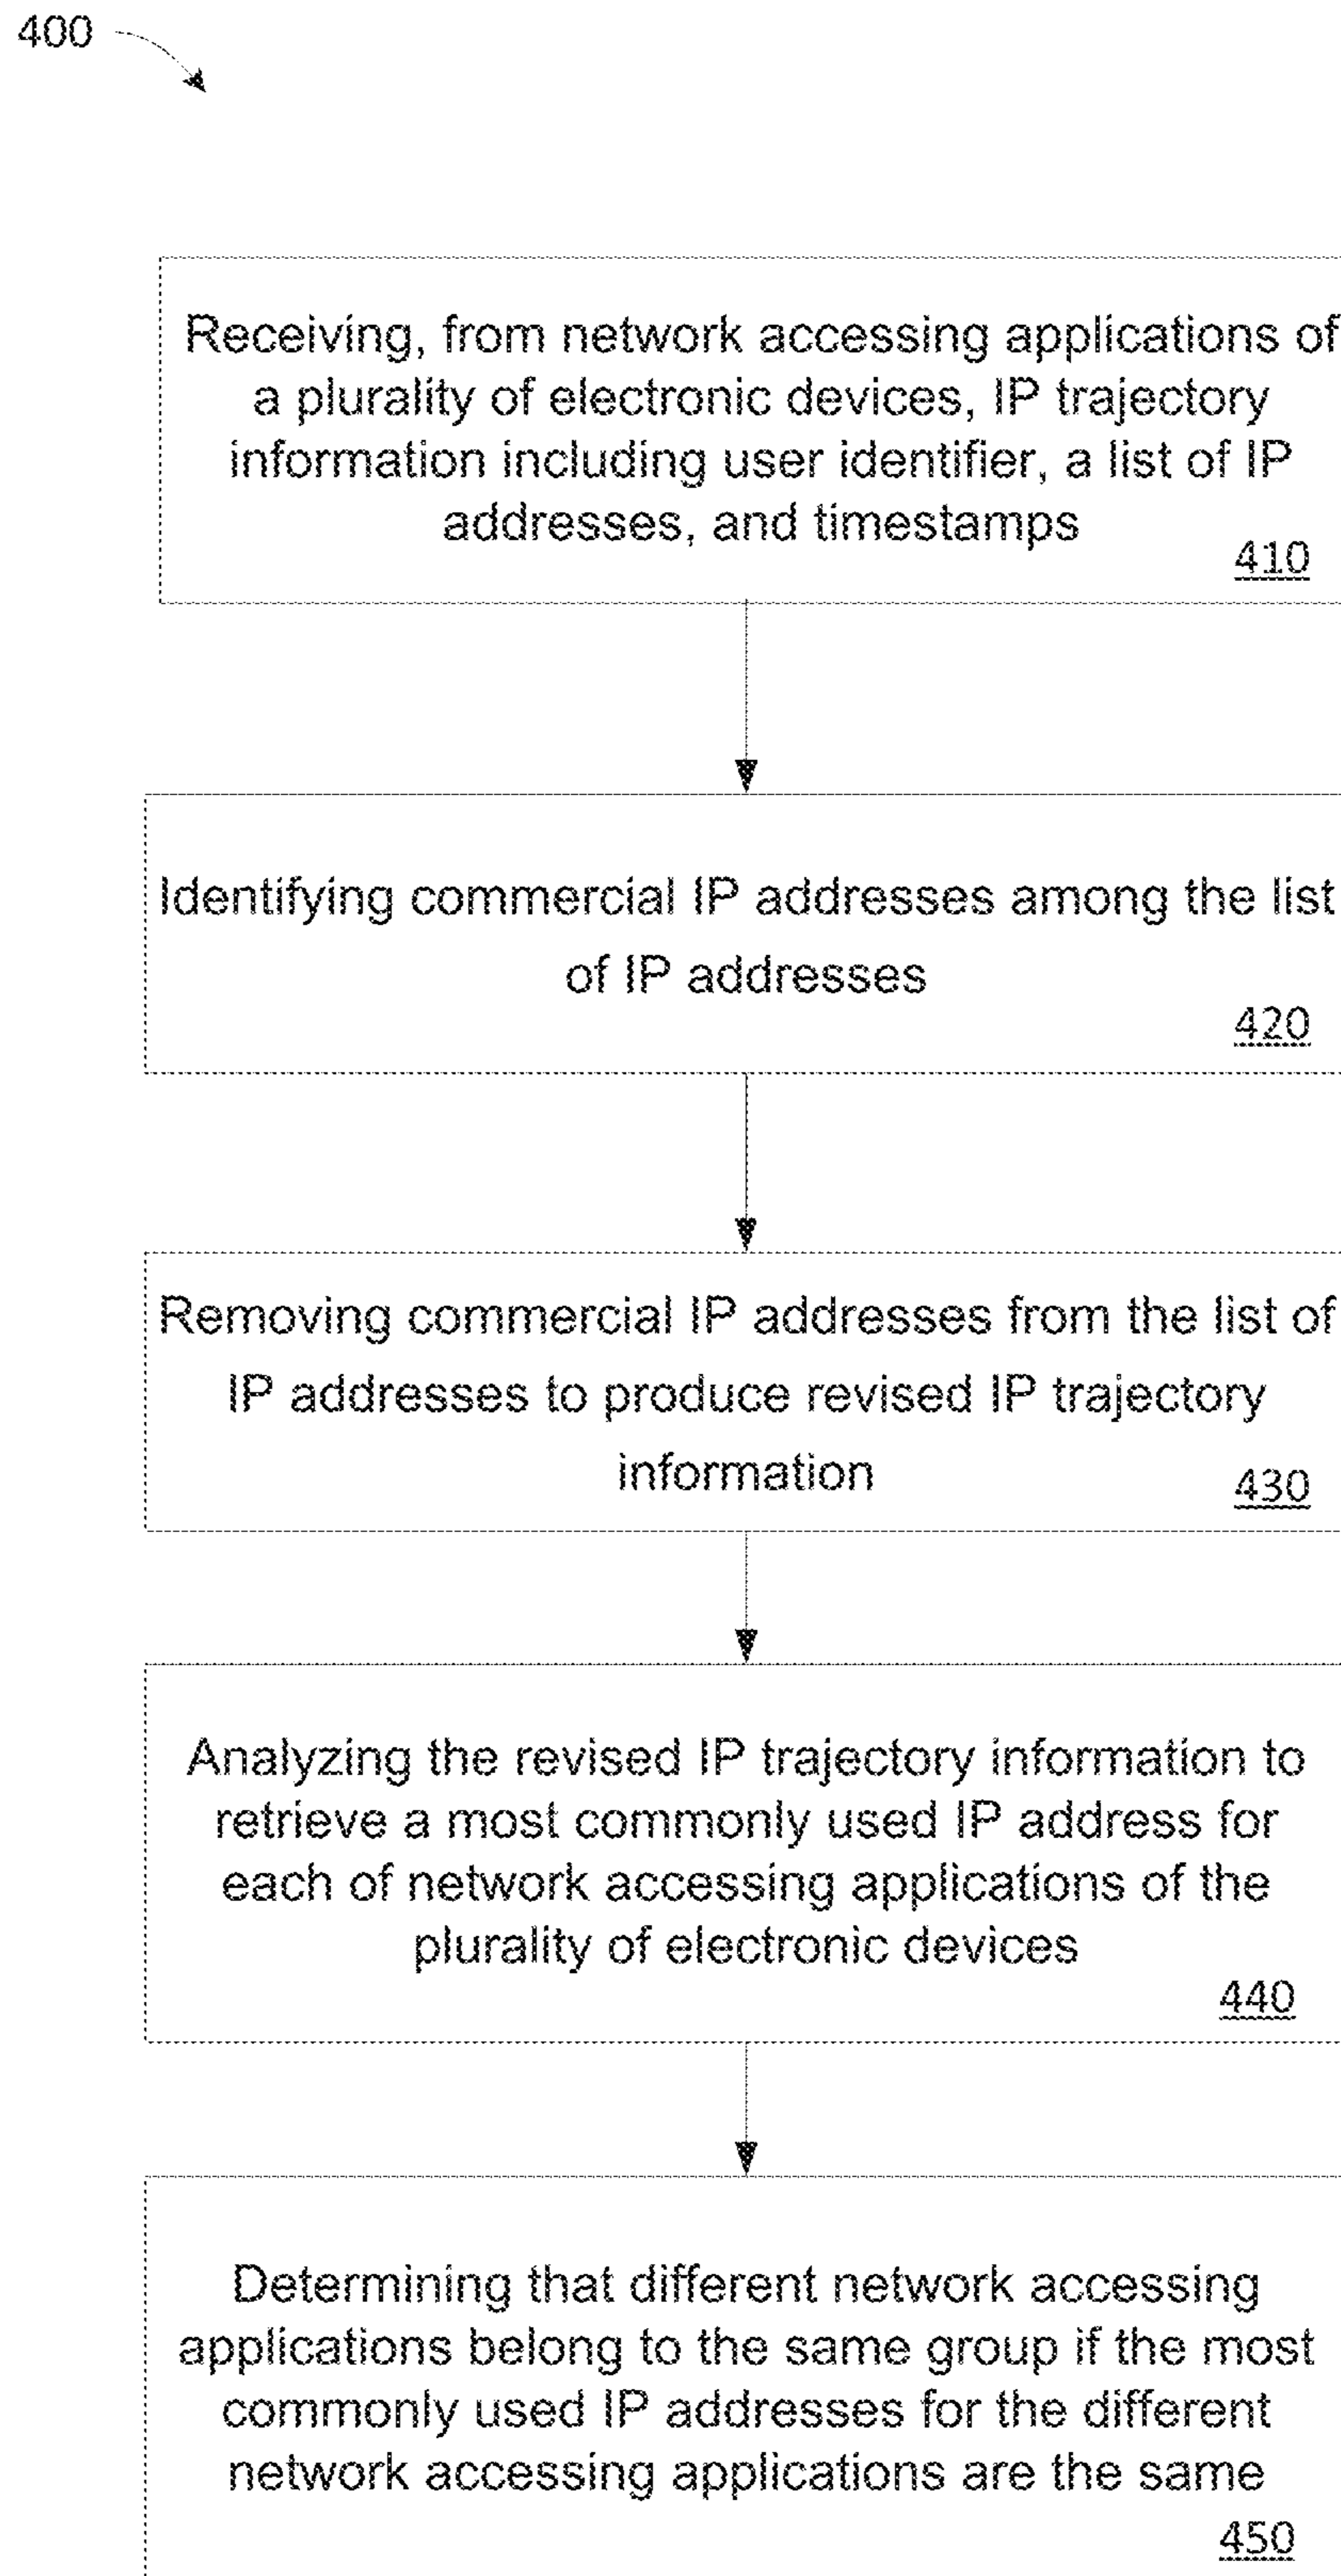 400
Receiving, from network accessing applications of
a plurality of electronic devices, IP trajectory
information including user identifier, a list of IP
addresses, and timestamps
410
Identifying commercial IP addresses among the list
of IP addresses
420
Removing commercial IP addresses from the list of
IP addresses to produce revised IP trajectory
information
430
Analyzing the revised IP trajectory information to
retrieve a most commonly used IP address for
each of network accessing applications of the
plurality of electronic devices
440
Determining that different network accessing
applications belong to the same group if the most
commonly used IP addresses for the different
network accessing applications are the same
450